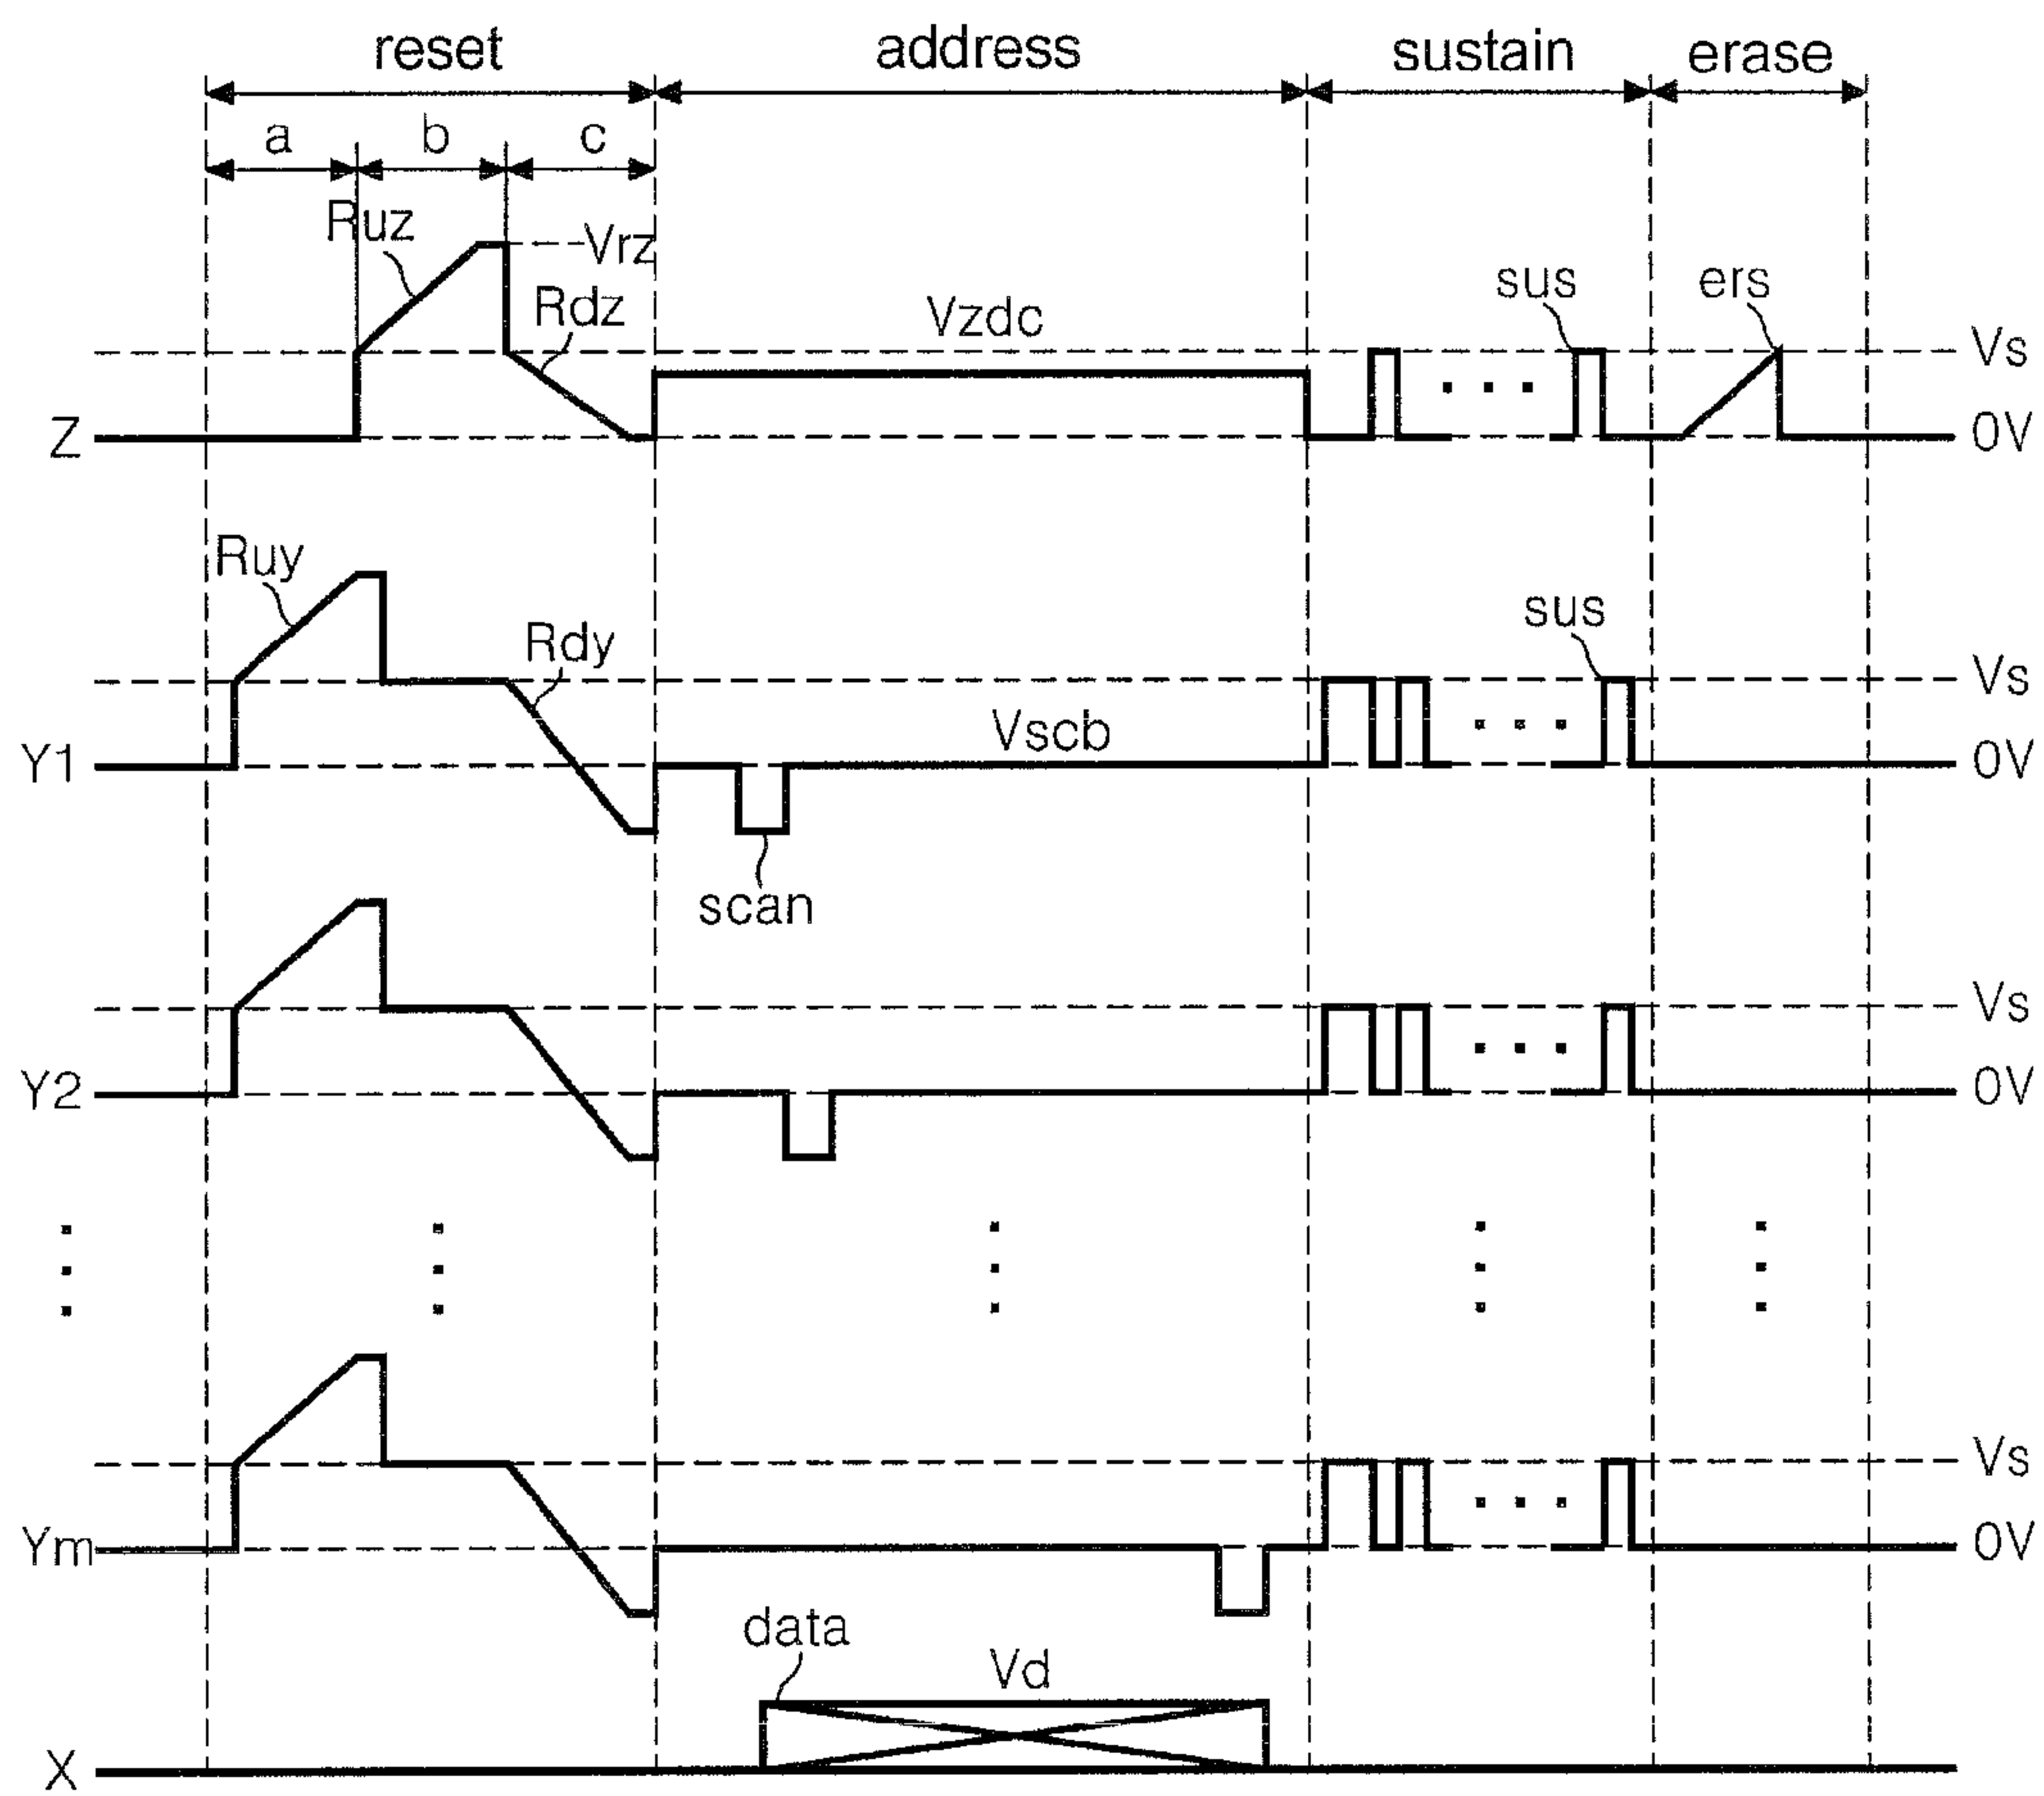 reset address sustain erase
a b c
Ruz
Vrz
Rdz
Vzdc
sus
ers
Vs
Z
0V
Ruy
Rdy
sus
Vs
Vscb
Y1
0V
scan
Vs
Y2
0V
Vs
Ym
0V
data
Vd
X